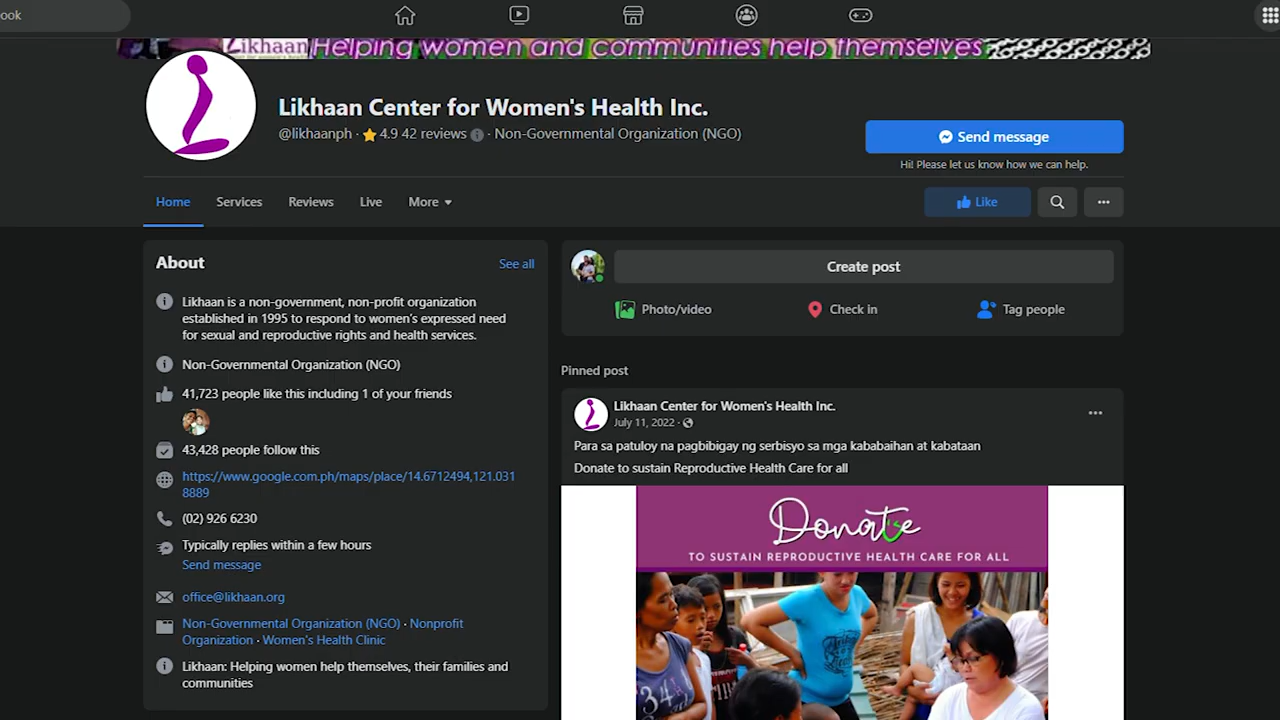 ook
Likhaan Helping women and communities help themselves
Likhaan Center for Women's Health Inc.
@likhaanph · 4.9 42 reviews · Non-Governmental Organization (NGO)
Send message
Hi! Please let us know how we can help.
Home Services Reviews Live More
Like
About
See all
Likhaan is a non-government, non-profit organization
established in 1995 to respond to women's expressed need
for sexual and reproductive rights and health services.
Non-Governmental Organization (NGO)
41,723 people like this including 1 of your friends
43,428 people follow this
https://www.google.com.ph/maps/place/14.6712494,121.031
8889
(02) 926 6230
Typically replies within a few hours
Send message
office@likhaan.org
Non-Governmental Organization (NGO) · Nonprofit
Organization · Women's Health Clinic
Likhaan: Helping women help themselves, their families and
communities
Create post
Photo/video Check in Tag people
Pinned post
Likhaan Center for Women's Health Inc.
July 11, 2022 ·
Para sa patuloy na pagbibigay ng serbisyo sa mga kababaihan at kabataan
Donate to sustain Reproductive Health Care for all
Donate
TO SUSTAIN REPRODUCTIVE HEALTH CARE FOR ALL
34